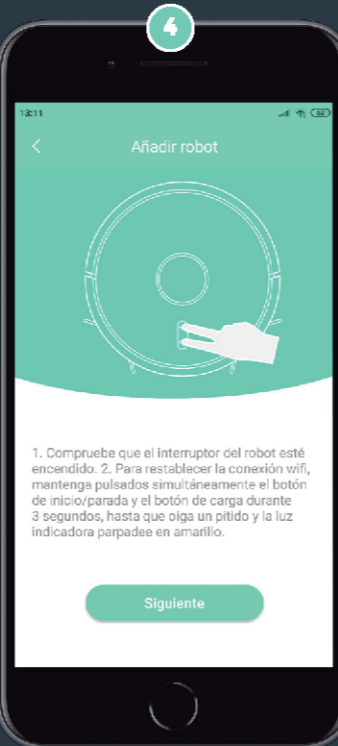 4
13:11
Añadir robot
1. Compruebe que el interruptor del robot esté
encendido. 2. Para restablecer la conexión wifi,
mantenga pulsados simultáneamente el botón
de inicio/parada y el botón de carga durante
3 segundos, hasta que oiga un pitido y la luz
indicadora parpadee en amarillo.
Siguiente